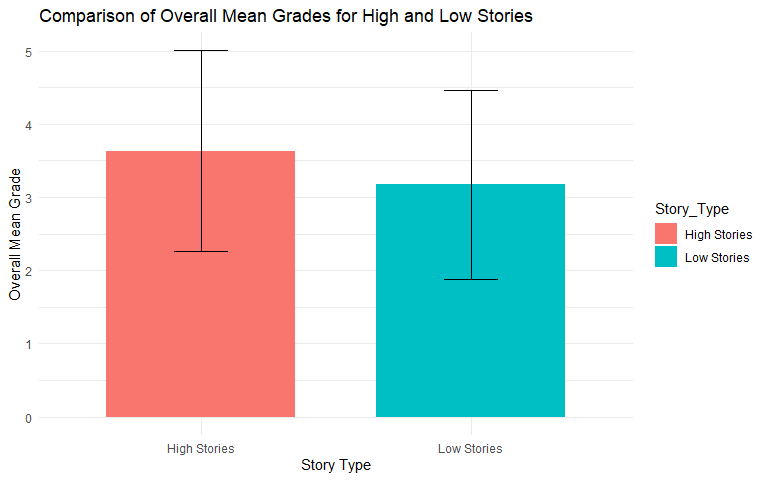 Comparison of Overall Mean Grades for High and Low Stories
Overall Mean Grade
5
4
3
2
1
0
High Stories
Low Stories
Story Type
Story_Type
High Stories
Low Stories